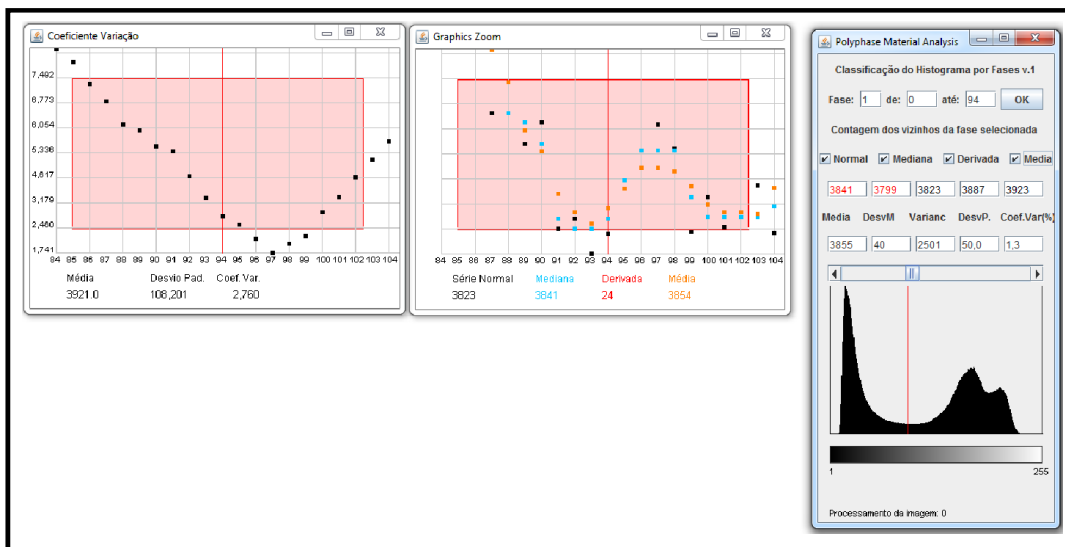 Coeficiente Variação
7,492
6,773
6,054
5,336
4,617
3,179
2,460
1,741
84 85 86 87 88 89 90 91 92 93 94 95 96 97 98 99 100 101 102 103 104
Média Desvio Pad. Coef. Var.
3921.0 108,201 2,760
Graphics Zoom
84 85 86 87 88 89 90 91 92 93 94 95 96 97 98 99 100 101 102 103 104
Série Normal Mediana Derivada Média
3823 3841 24 3854
Polyphase Material Analysis
Classificação do Histograma por Fases v.1
Fase: 1 de: 0 até: 94 OK
Contagem dos vizinhos da fase selecionada
Normal Mediana Derivada Media
3841 3799 3823 3887 3923
Media DesvM Varianc DesvP. Coef.Var(%)
3855 40 2501 50,0 1,3
1 255
Processamento da imagem: 0